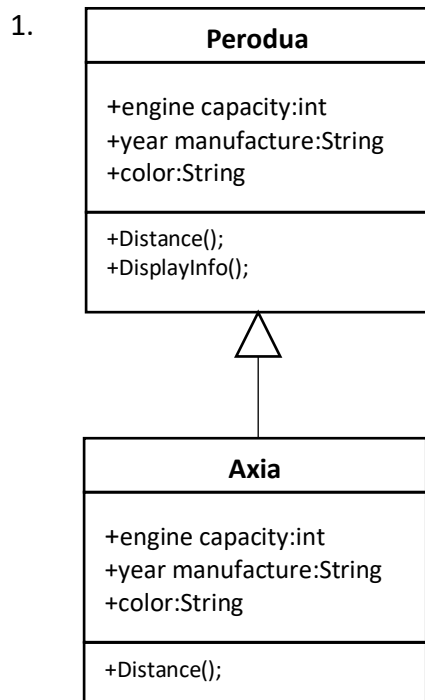 1.
Perodua
+engine capacity:int
+year manufacture:String
+color:String
+Distance();
+DisplayInfo();
Axia
+engine capacity:int
+year manufacture:String
+color:String
+Distance();